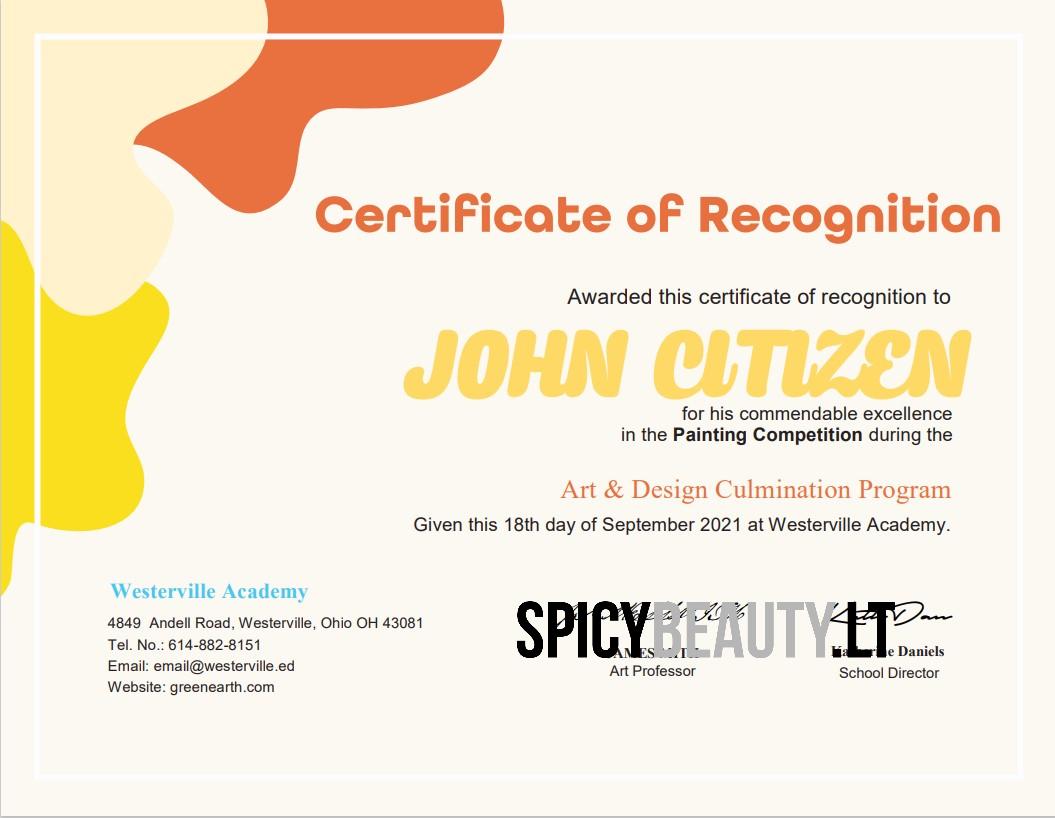 Certificate of Recognition
Awarded this certificate of recognition to
JOHN CITIZEN
for his commendable excellence
in the Painting Competition during the
Art & Design Culmination Program
Given this 18th day of September 2021 at Westerville Academy.
Westerville Academy
4849 Andell Road, Westerville, Ohio OH 43081
Tel. No.: 614-882-8151
Email: email@westerville.ed
Website: greenearth.com
SPICYBEAUTY.LT
Art Professor
Daniels
School Director